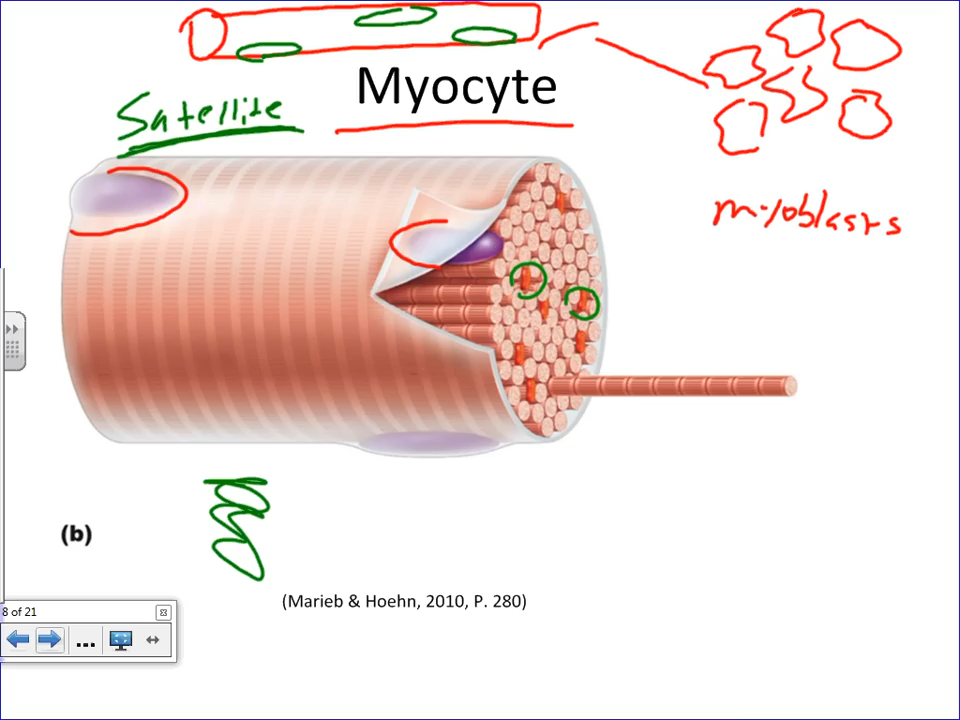 Myocyte
Satellite
myoblasts
(b)
(Marieb & Hoehn, 2010, P. 280)
8 of 21
...